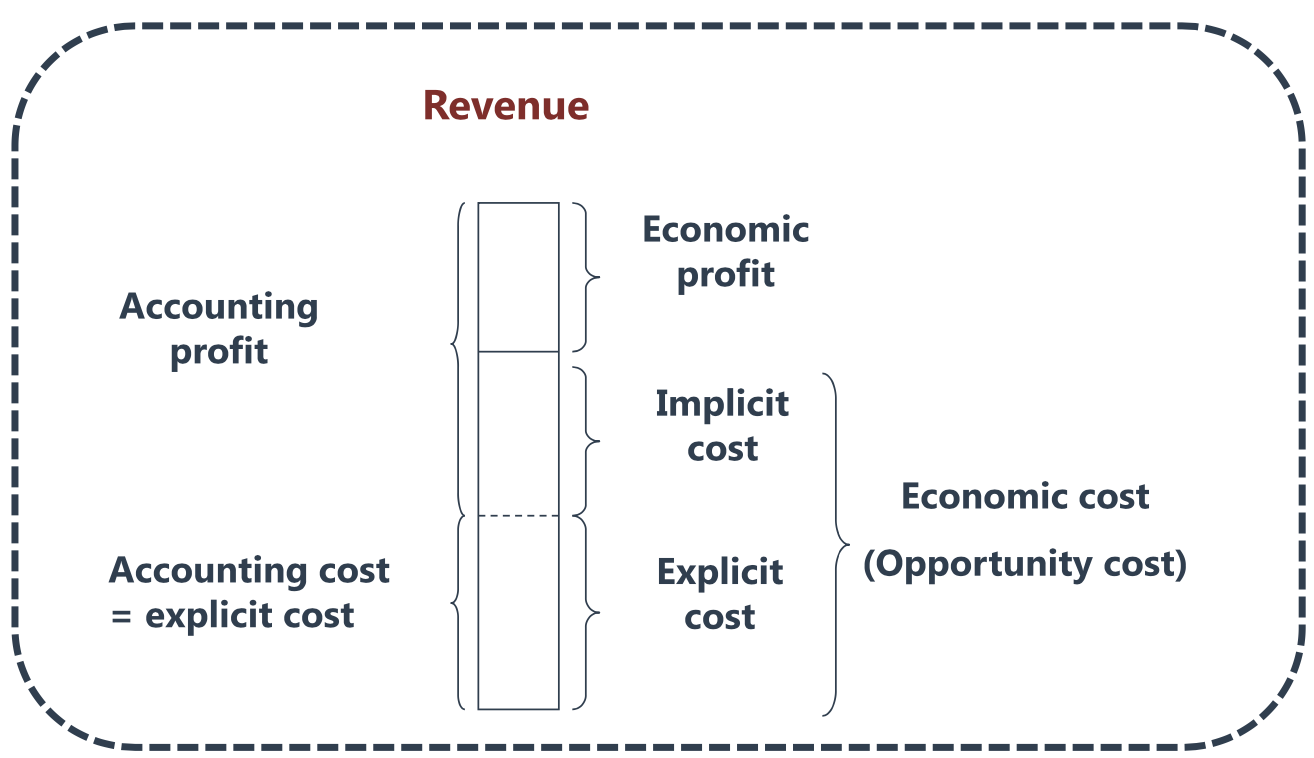 Revenue
Economic
profit
Accounting
profit
Implicit
cost
Economic cost
(Opportunity cost)
Accounting cost
= explicit cost
Explicit
cost